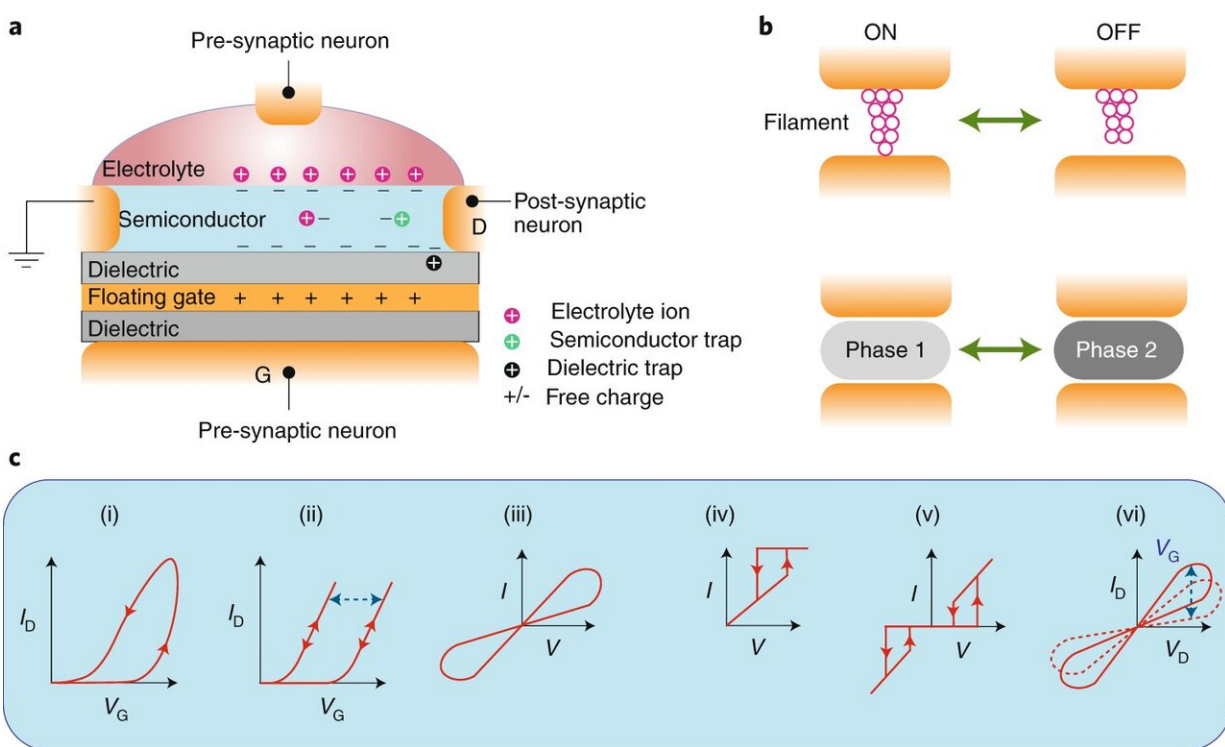 a
Pre-synaptic neuron
Electrolyte
Semiconductor
D
Post-synaptic
neuron
Dielectric
Floating gate
Dielectric
G
Pre-synaptic neuron
Electrolyte ion
Semiconductor trap
Dielectric trap
+/- Free charge
b
ON OFF
Filament
Phase 1 Phase 2
c
(i) (ii) (iii) (iv) (v) (vi)
I_D V_G
I_D V_G
I V
I V
I V
V_G I_D V_D